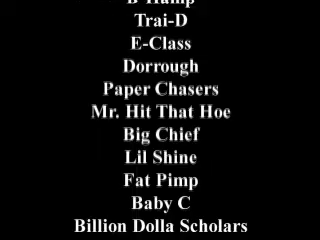 B-Hamp
Trai-D
E-Class
Dorrough
Paper Chasers
Mr. Hit That Hoe
Big Chief
Lil Shine
Fat Pimp
Baby C
Billion Dolla Scholars